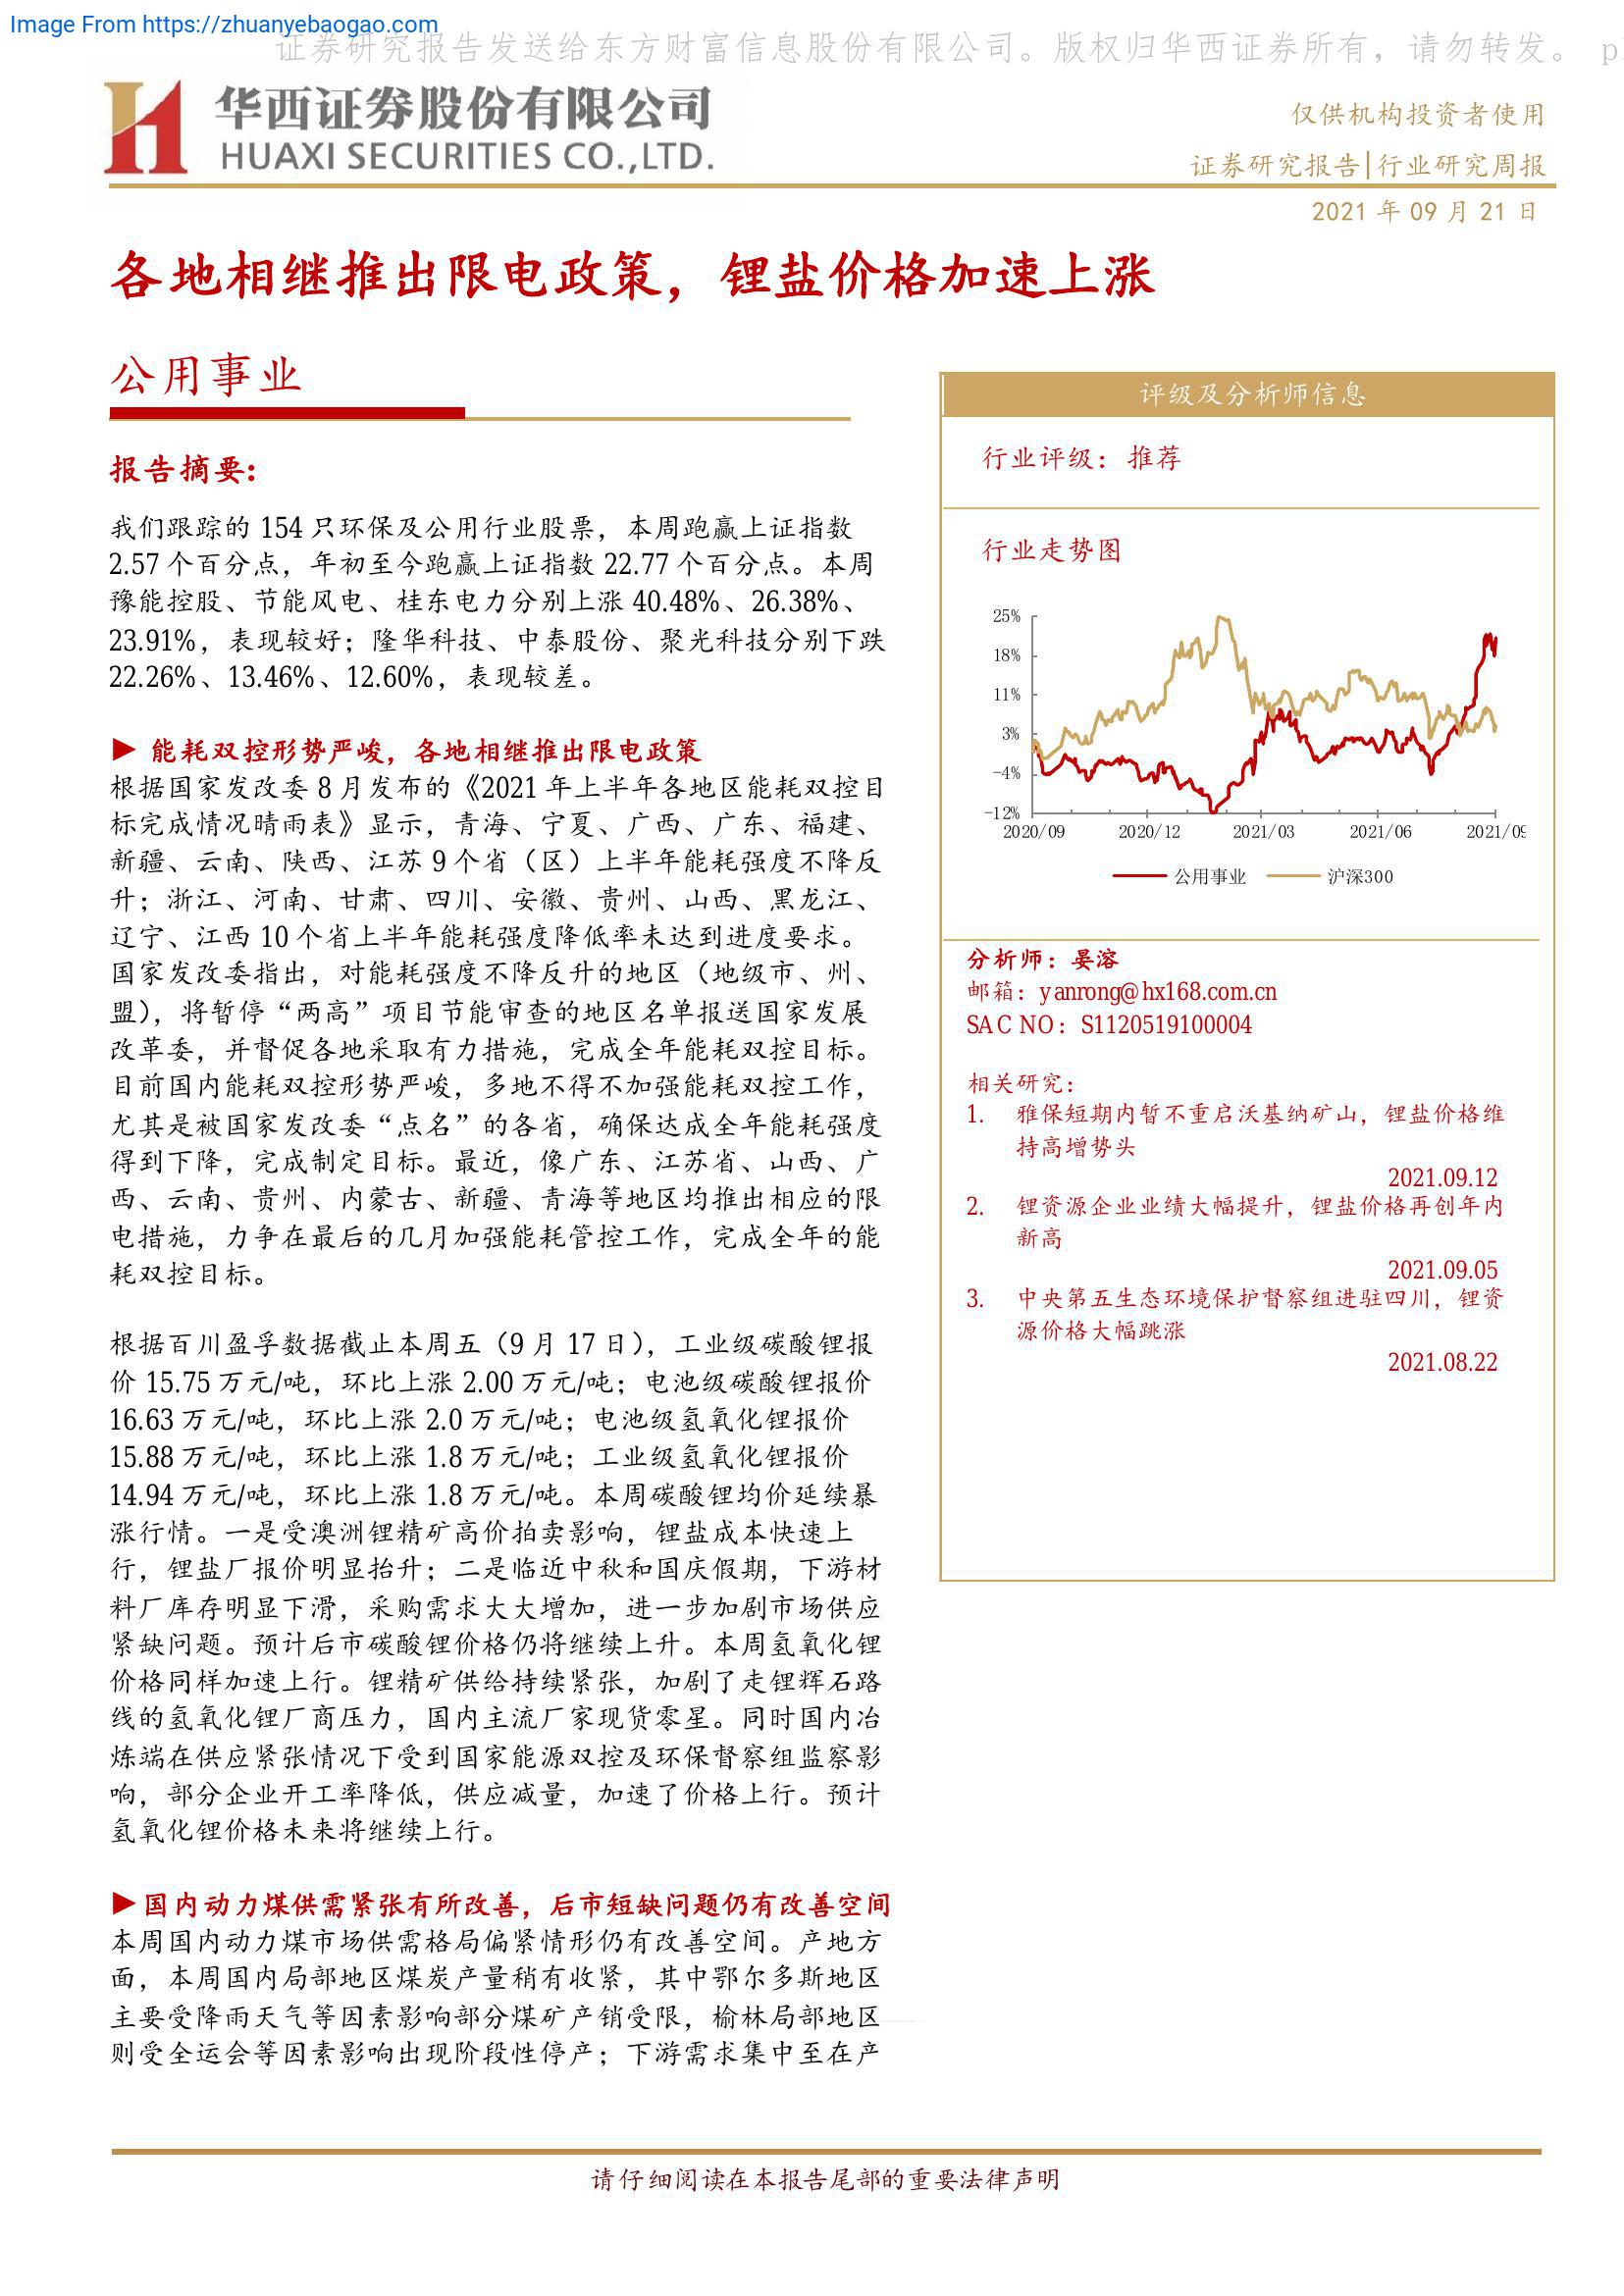 Image From https://zhuanyebaogao.com
证券研究报告发送给东方财富信息股份有限公司。版权归华西证券所有，请勿转发。 p
华西证券股份有限公司
HUAXI SECURITIES CO.,LTD.
仅供机构投资者使用
证券研究报告|行业研究周报
2021 年 09 月 21 日
各地相继推出限电政策，锂盐价格加速上涨
公用事业
报告摘要:
我们跟踪的 154 只环保及公用行业股票，本周跑赢上证指数
2.57 个百分点，年初至今跑赢上证指数 22.77 个百分点。本周
豫能控股、节能风电、桂东电力分别上涨 40.48%、26.38%、
23.91%，表现较好；隆华科技、中泰股份、聚光科技分别下跌
22.26%、13.46%、12.60%，表现较差。
► 能耗双控形势严峻，各地相继推出限电政策
根据国家发改委 8 月发布的《2021 年上半年各地区能耗双控目
标完成情况晴雨表》显示，青海、宁夏、广西、广东、福建、
新疆、云南、陕西、江苏 9 个省（区）上半年能耗强度不降反
升；浙江、河南、甘肃、四川、安徽、贵州、山西、黑龙江、
辽宁、江西 10 个省上半年能耗强度降低率未达到进度要求。
国家发改委指出，对能耗强度不降反升的地区（地级市、州、
盟），将暂停“两高”项目节能审查的地区名单报送国家发展
改革委，并督促各地采取有力措施，完成全年能耗双控目标。
目前国内能耗双控形势严峻，多地不得不加强能耗双控工作，
尤其是被国家发改委“点名”的各省，确保达成全年能耗强度
得到下降，完成制定目标。最近，像广东、江苏省、山西、广
西、云南、贵州、内蒙古、新疆、青海等地区均推出相应的限
电措施，力争在最后的几月加强能耗管控工作，完成全年的能
耗双控目标。
根据百川盈孚数据截止本周五（9 月 17 日），工业级碳酸锂报
价 15.75 万元/吨，环比上涨 2.00 万元/吨；电池级碳酸锂报价
16.63 万元/吨，环比上涨 2.0 万元/吨；电池级氢氧化锂报价
15.88 万元/吨，环比上涨 1.8 万元/吨；工业级氢氧化锂报价
14.94 万元/吨，环比上涨 1.8 万元/吨。本周碳酸锂均价延续暴
涨行情。一是受澳洲锂精矿高价拍卖影响，锂盐成本快速上
行，锂盐厂报价明显抬升；二是临近中秋和国庆假期，下游材
料厂库存明显下滑，采购需求大大增加，进一步加剧市场供应
紧缺问题。预计后市碳酸锂价格仍将继续上升。本周氢氧化锂
价格同样加速上行。锂精矿供给持续紧张，加剧了走锂辉石路
线的氢氧化锂厂商压力，国内主流厂家现货零星。同时国内冶
炼端在供应紧张情况下受到国家能源双控及环保督察组监察影
响，部分企业开工率降低，供应减量，加速了价格上行。预计
氢氧化锂价格未来将继续上行。
►国内动力煤供需紧张有所改善，后市短缺问题仍有改善空间
本周国内动力煤市场供需格局偏紧情形仍有改善空间。产地方
面，本周国内局部地区煤炭产量稍有收紧，其中鄂尔多斯地区
主要受降雨天气等因素影响部分煤矿产销受限，榆林局部地区
则受全运会等因素影响出现阶段性停产；下游需求集中至在产
评级及分析师信息
行业评级：推荐
行业走势图
25%
18%
11%
3%
-4%
-12%
2020/09 2020/12 2021/03 2021/06 2021/09
公用事业 沪深300
分析师：晏溶
邮箱：yanrong@hx168.com.cn
SAC NO：S1120519100004
相关研究：
1. 雅保短期内暂不重启沃基纳矿山，锂盐价格维
持高增势头
2021.09.12
2. 锂资源企业业绩大幅提升，锂盐价格再创年内
新高
2021.09.05
3. 中央第五生态环境保护督察组进驻四川，锂资
源价格大幅跳涨
2021.08.22
请仔细阅读在本报告尾部的重要法律声明